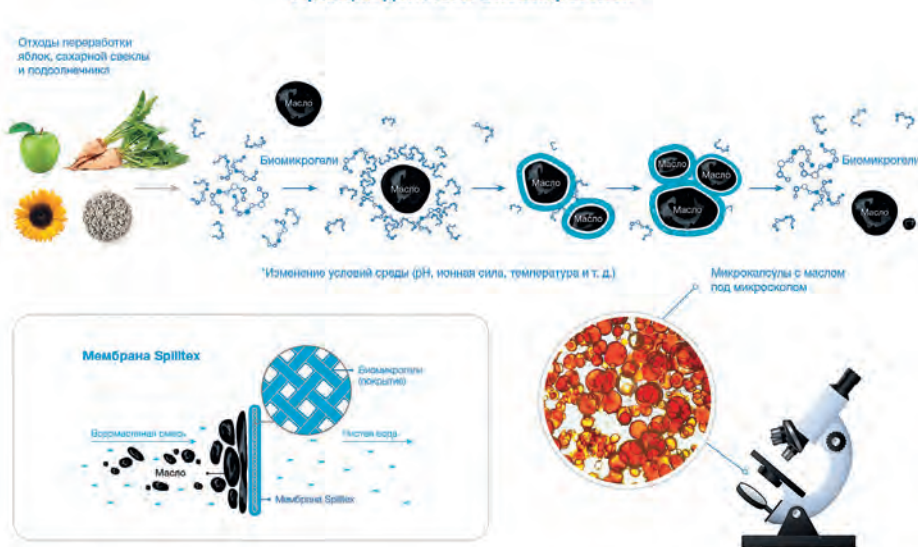 Отходы переработки
яблок, сахарной свеклы
и подсолнечника
Масло
Биомикрогели
Масло
Масло
Масло
Масло
Масло
Масло
Биомикрогели
Масло
*Изменение условий среды (pH, ионная сила, температура и т. д.)
Микрокапсулы с маслом
под микроскопом
Мембрана Spilltex
Биомикрогели
(покрытие)
Водомасляная смесь
Чистая вода
Масло
Мембрана Spilltex